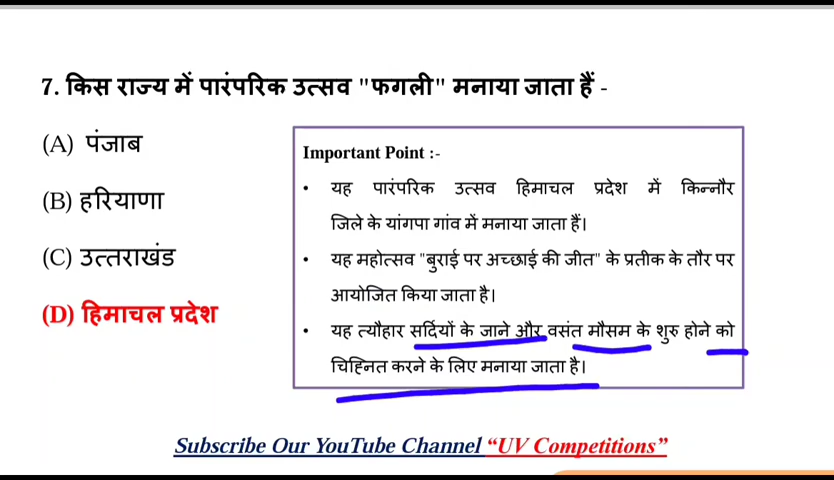 7. किस राज्य में पारंपरिक उत्सव "फगली" मनाया जाता हैं -
(A) पंजाब
(B) हरियाणा
(C) उत्तराखंड
(D) हिमाचल प्रदेश
Important Point :-
• यह पारंपरिक उत्सव हिमाचल प्रदेश में किन्नौर
जिले के यांगपा गांव में मनाया जाता हैं।
• यह महोत्सव "बुराई पर अच्छाई की जीत" के प्रतीक के तौर पर
आयोजित किया जाता है।
• यह त्यौहार सर्दियों के जाने और वसंत मौसम के शुरु होने को
चिह्नित करने के लिए मनाया जाता है।
Subscribe Our YouTube Channel “UV Competitions”